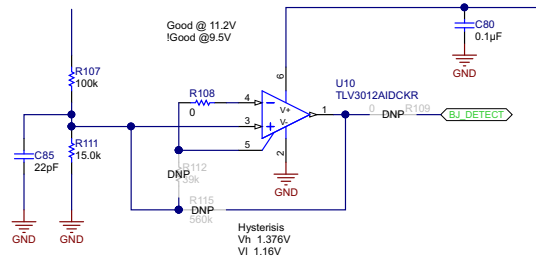 Good @ 11.2V
!Good @9.5V
C80
0.1µF
GND
6
R107
100k
R108
0
4
3
5
V+
V-
2
1
U10
TLV3012AIDCKR
0
DNP
R109
BJ_DETECT
R111
15.0k
C85
22pF
R112
DNP
39k
R115
DNP
560k
GND
GND
GND
Hysterisis
Vh 1.376V
Vl 1.16V